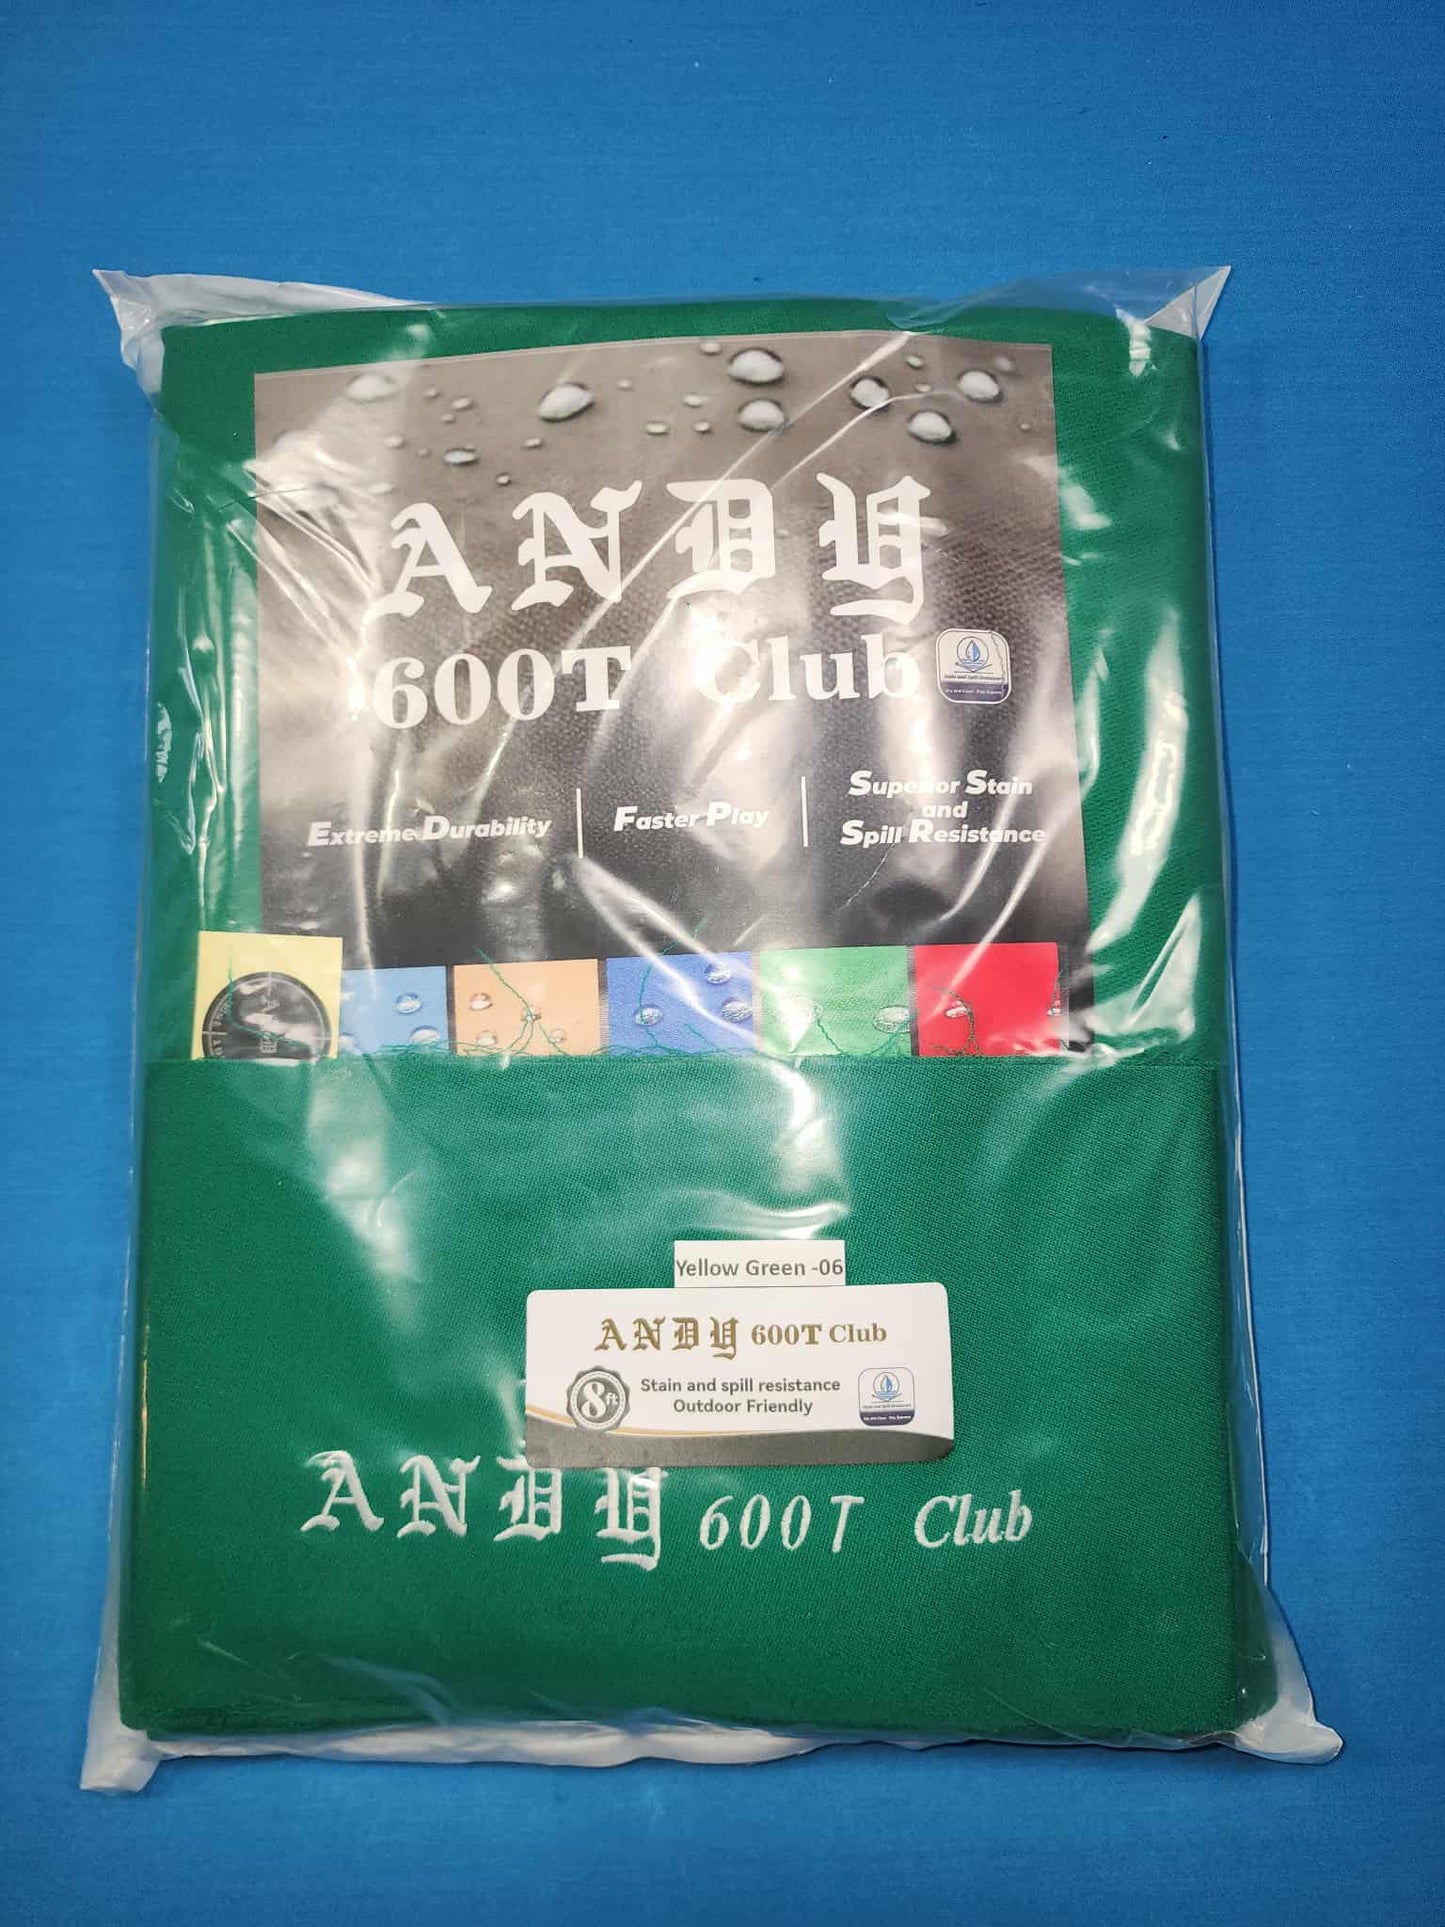 ANDY
600T Club
Extreme Durability
Faster Play
Superior Stain
and
Spill Resistance
Yellow Green -06
ANDY 600T Club
8ft
Stain and spill resistance
Outdoor Friendly
ANDY 600T Club